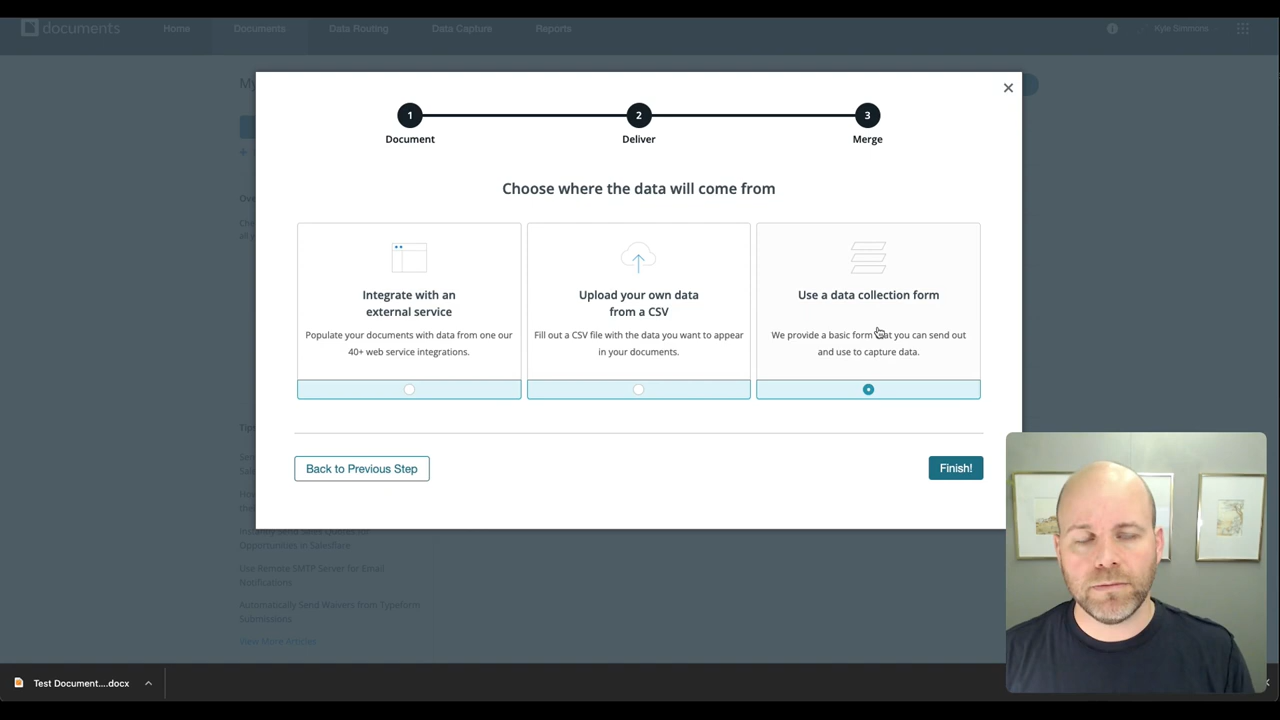 documents
Home
Documents
Data Routing
Data Capture
Reports
Kyle Simmons
My
1
2
3
Document
Deliver
Merge
Choose where the data will come from
Integrate with an
external service
Populate your documents with data from one our
40+ web service integrations.
Upload your own data
from a CSV
Fill out a CSV file with the data you want to appear
in your documents.
Use a data collection form
We provide a basic form that you can send out
and use to capture data.
Back to Previous Step
Finish!
Instantly Send Sales Quotes for
Opportunities in Salesflare
Use Remote SMTP Server for Email
Notifications
Automatically Send Waivers from Typeform
Submissions
View More Articles
Test Document....docx